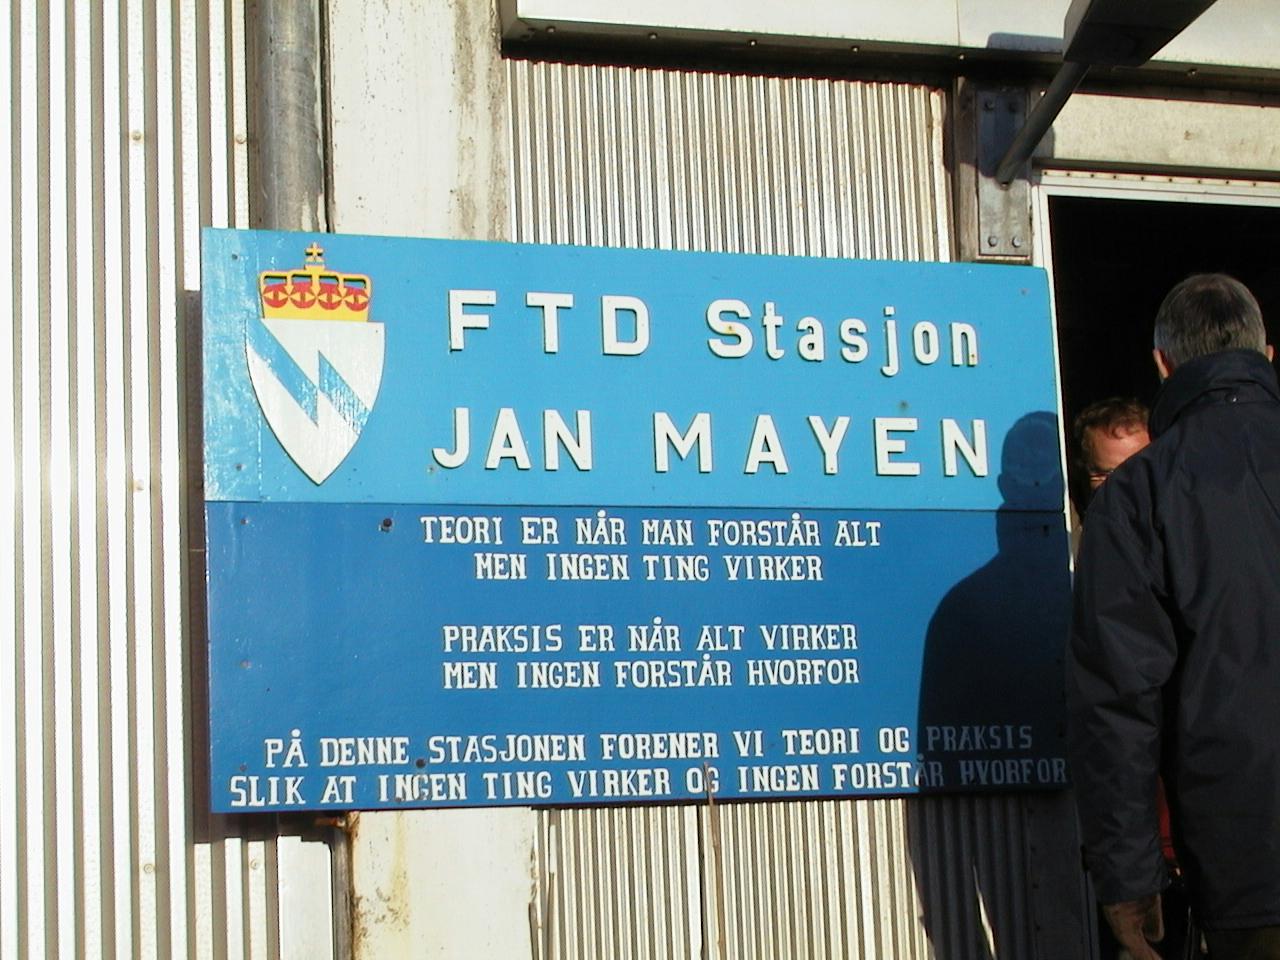 FTD Stasjon
JAN MAYEN
TEORI ER NÅR MAN FORSTÅR ALT
MEN INGEN TING VIRKER
PRAKSIS ER NÅR ALT VIRKER
MEN INGEN FORSTÅR HVORFOR
PÅ DENNE STASJONEN FORENER VI TEORI OG PRAKSIS
SLIK AT INGEN TING VIRKER OG INGEN FORSTÅR HVORFOR